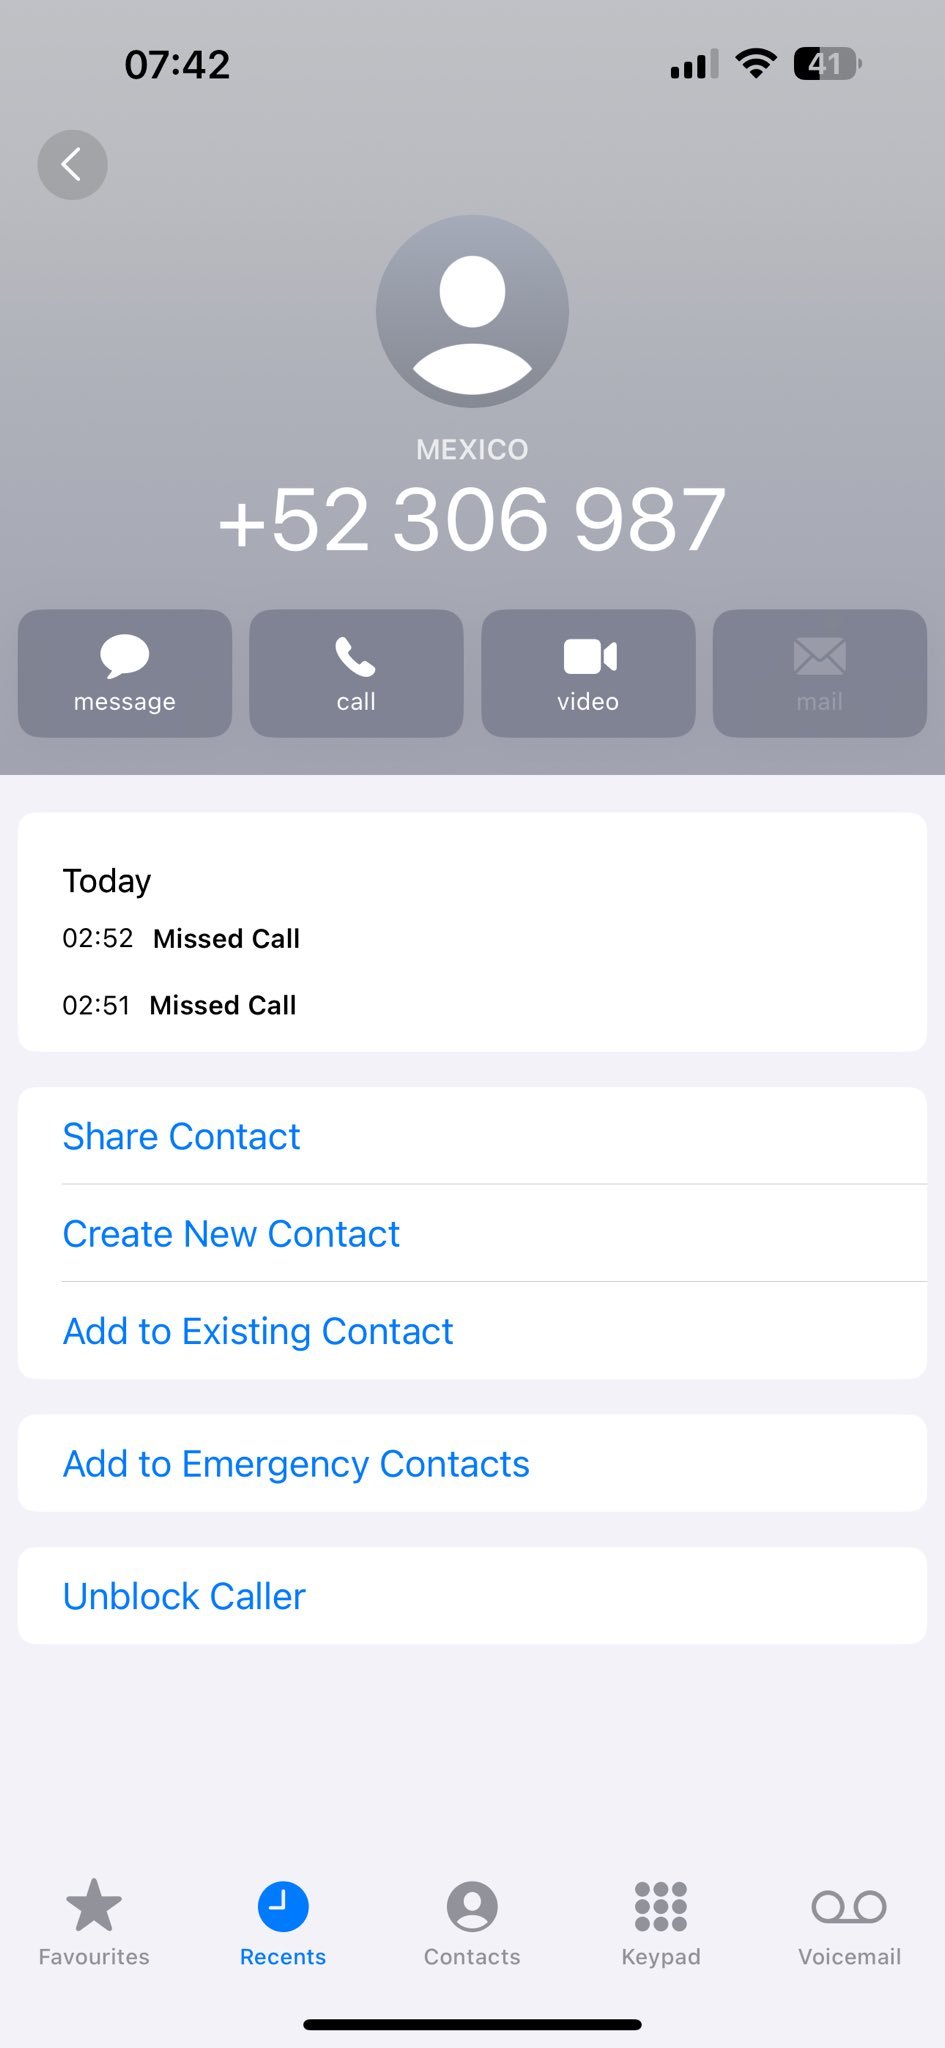 07:42
41
MEXICO
+52 306 987
message call video mail
Today
02:52 Missed Call
02:51 Missed Call
Share Contact
Create New Contact
Add to Existing Contact
Add to Emergency Contacts
Unblock Caller
Favourites Recents Contacts Keypad Voicemail